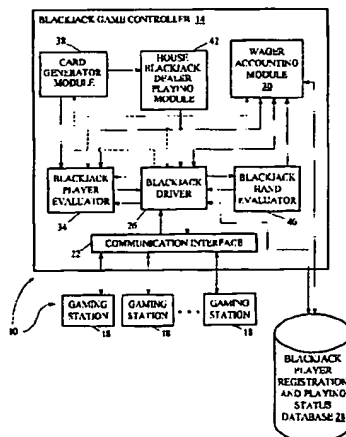 BLACKJACK GAME CONTROLLER 14
38
CARD
GENERATOR
MODULE
42
HOUSE
BLACKJACK
DEALER
PLAYING
MODULE
WAGER
ACCOUNTING
MODULE
30
BLACKJACK
PLAYER
EVALUATOR
34
BLACKJACK
DRIVER
26
BLACKJACK
HAND
EVALUATOR
46
22
COMMUNICATION INTERFACE
10
GAMING
STATION
18
GAMING
STATION
18
GAMING
STATION
18
BLACKJACK
PLAYER
REGISTRATION
AND PLAYING
STATUS
DATABASE 28